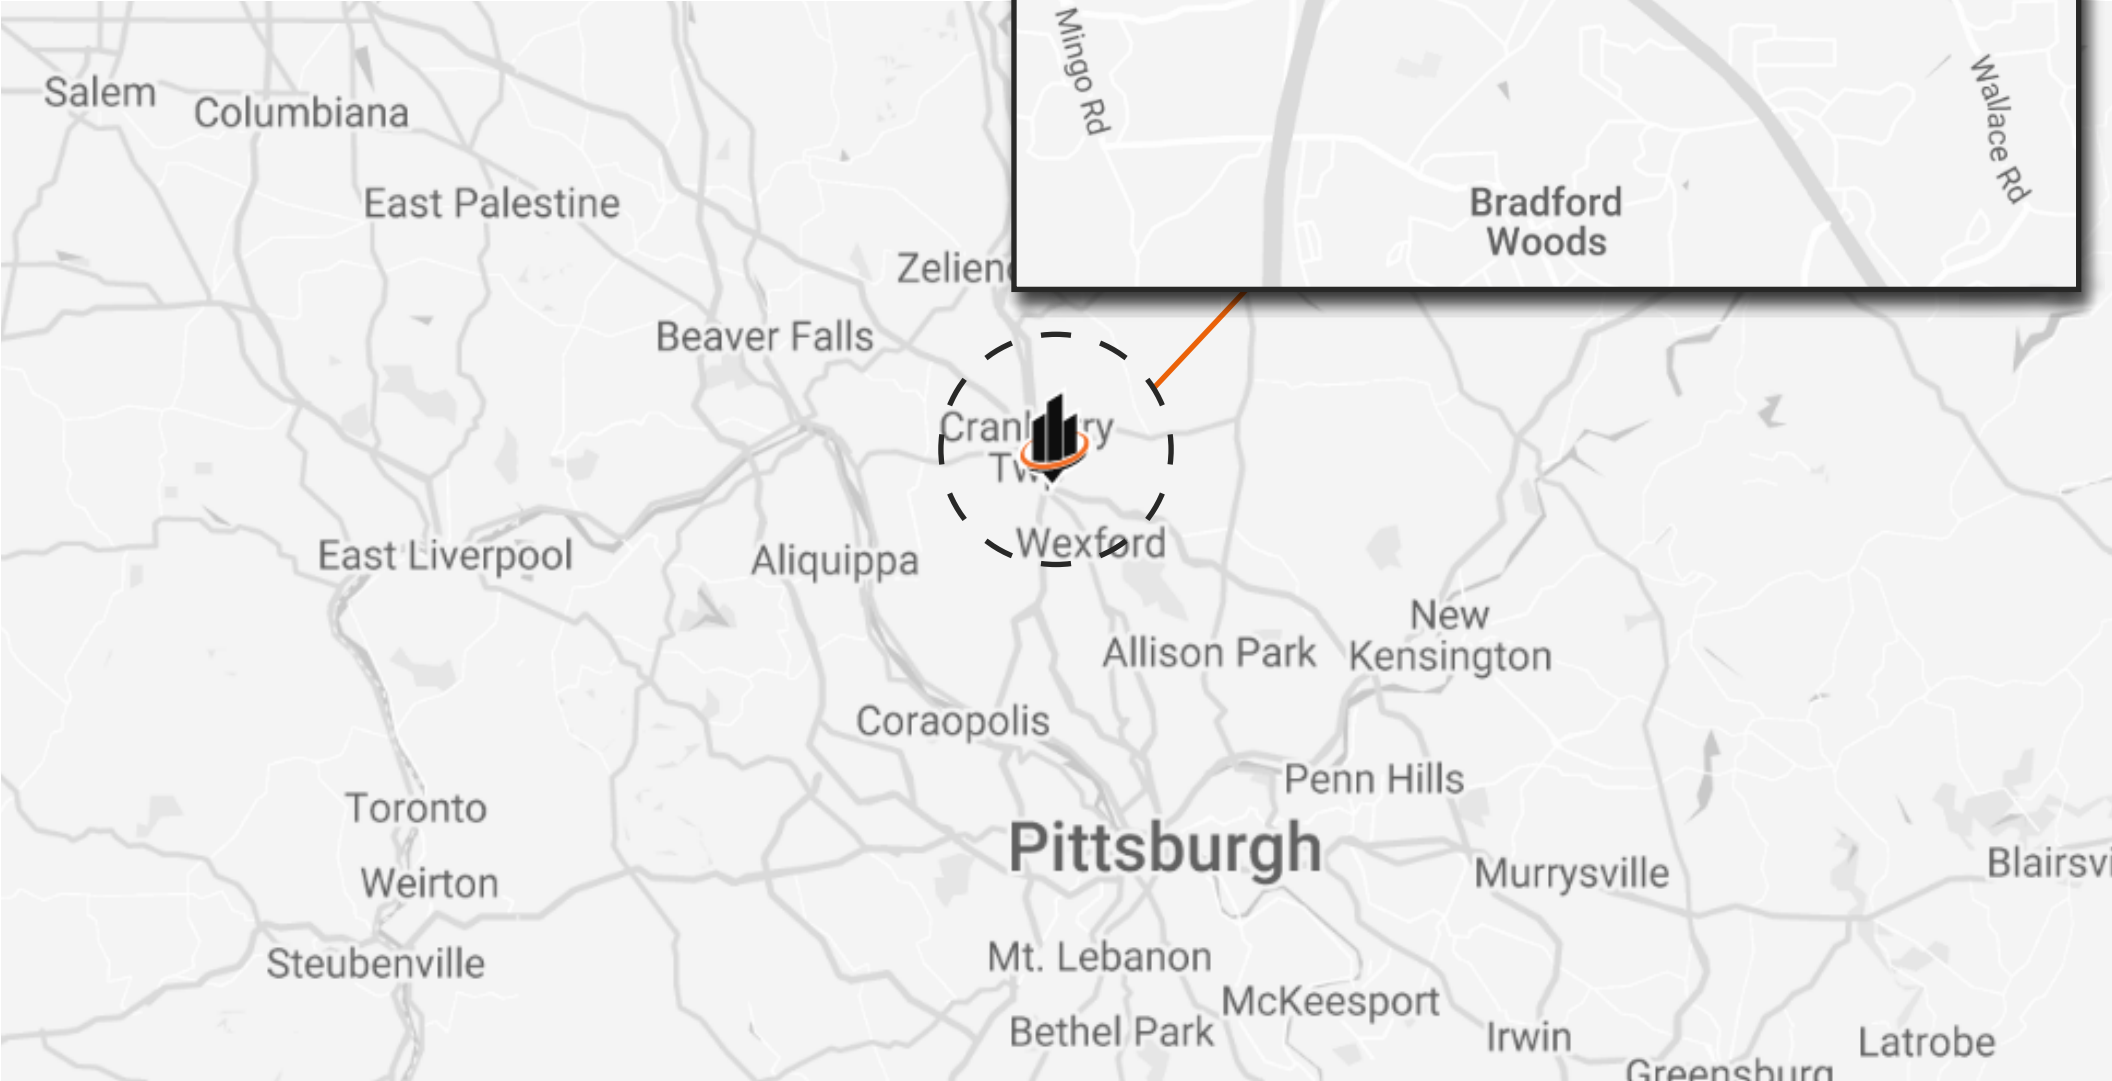 Mingo Rd
Wallace Rd
Salem
Columbiana
East Palestine
Bradford
Woods
Beaver Falls
Wexford
East Liverpool
Aliquippa
New
Kensington
Allison Park
Coraopolis
Penn Hills
Toronto
Pittsburgh
Murrysville
Weirton
Steubenville
Mt. Lebanon
McKeesport
Bethel Park
Irwin
Latrobe
Greensburg